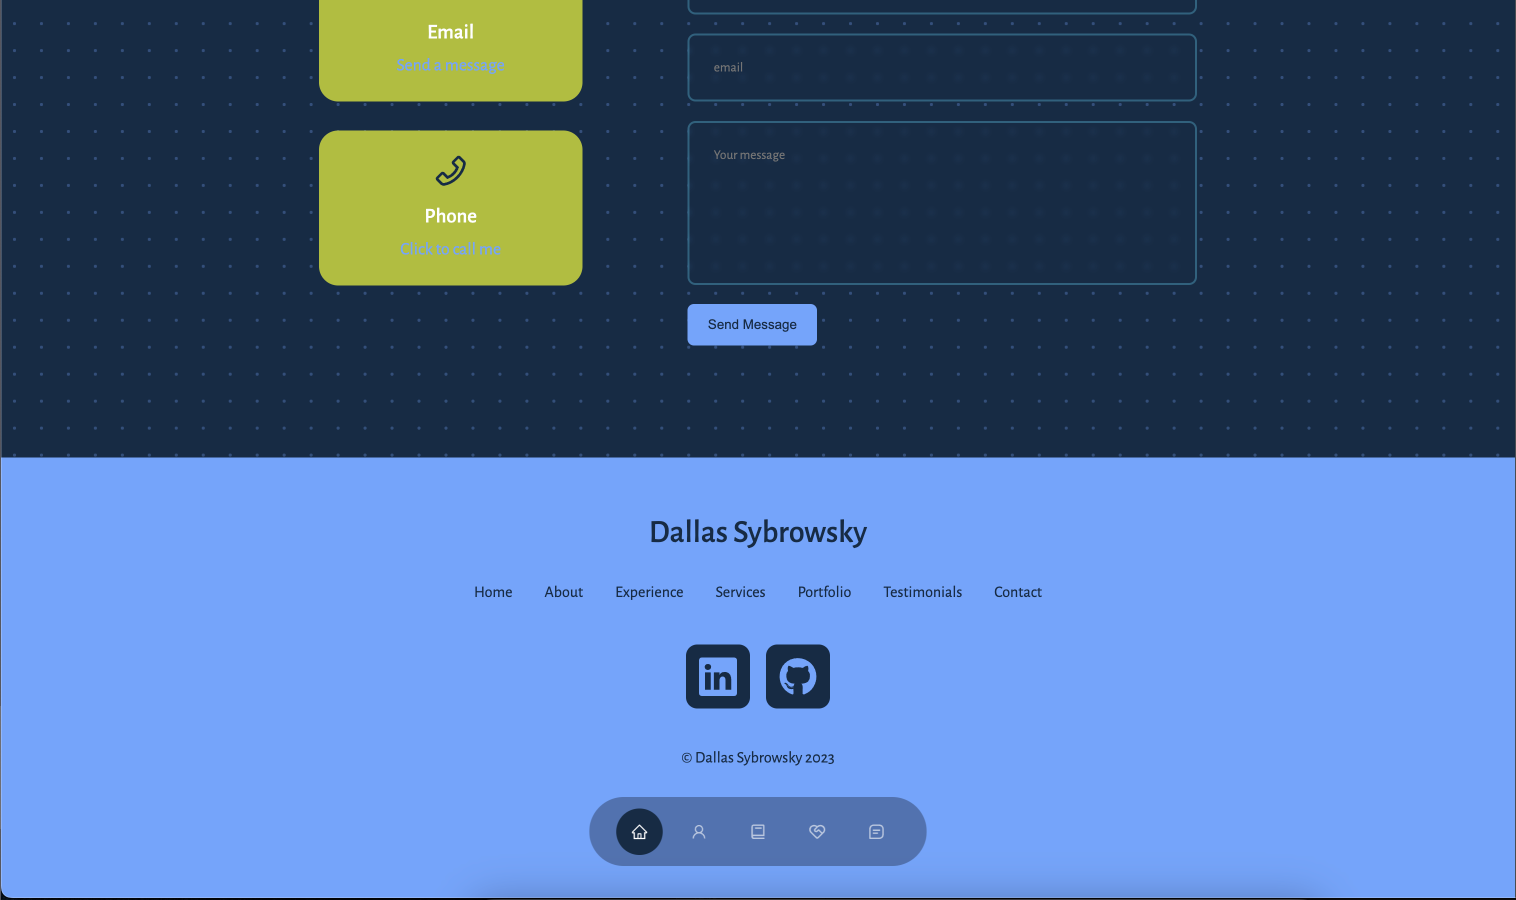 Email
Send a message
Phone
Click to call me
email
Your message
Send Message
Dallas Sybrowsky
Home About Experience Services Portfolio Testimonials Contact
in
© Dallas Sybrowsky 2023